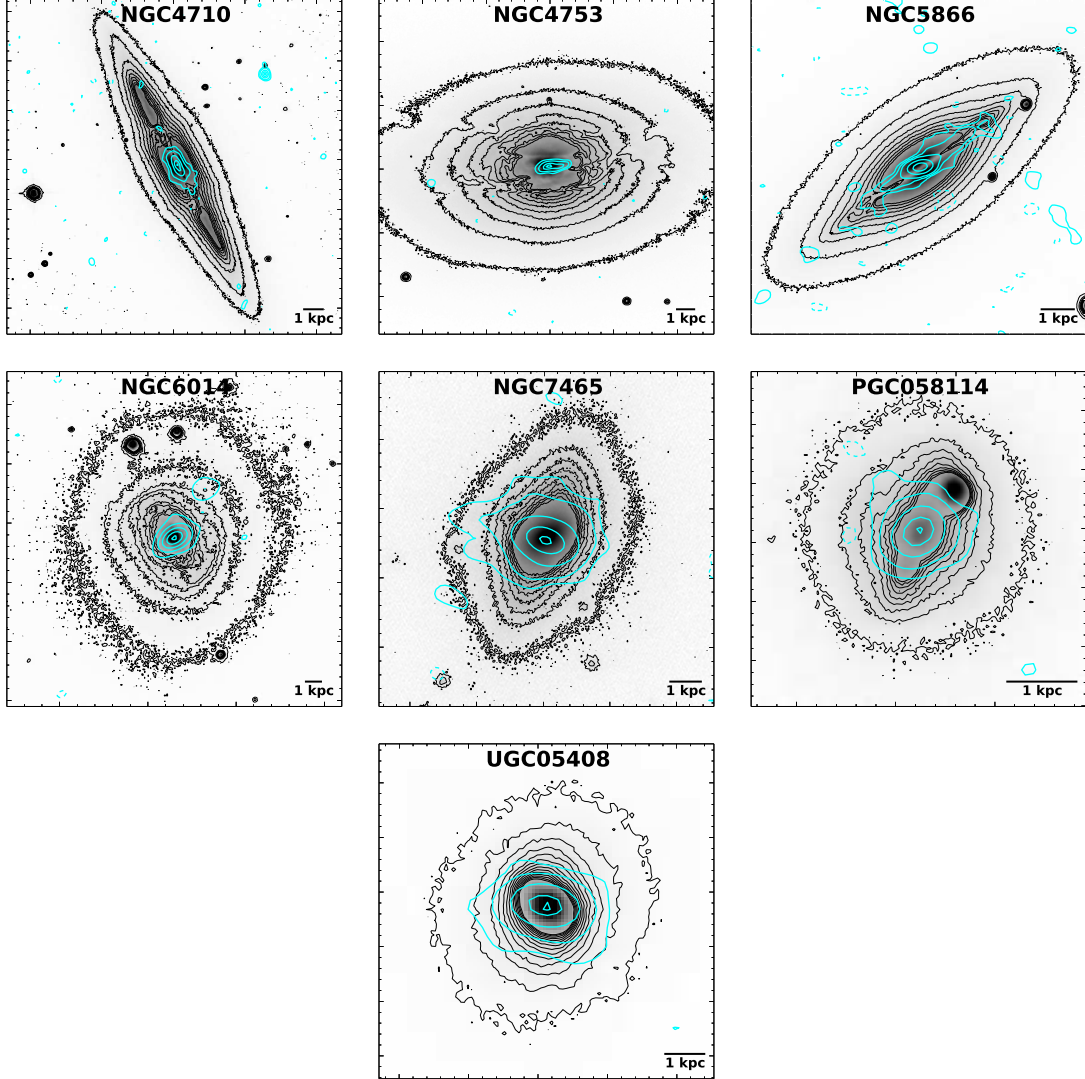 NGC4710
1 kpc
NGC4753
1 kpc
NGC5866
1 kpc
NGC6014
1 kpc
NGC7465
1 kpc
PGC058114
1 kpc
UGC05408
1 kpc